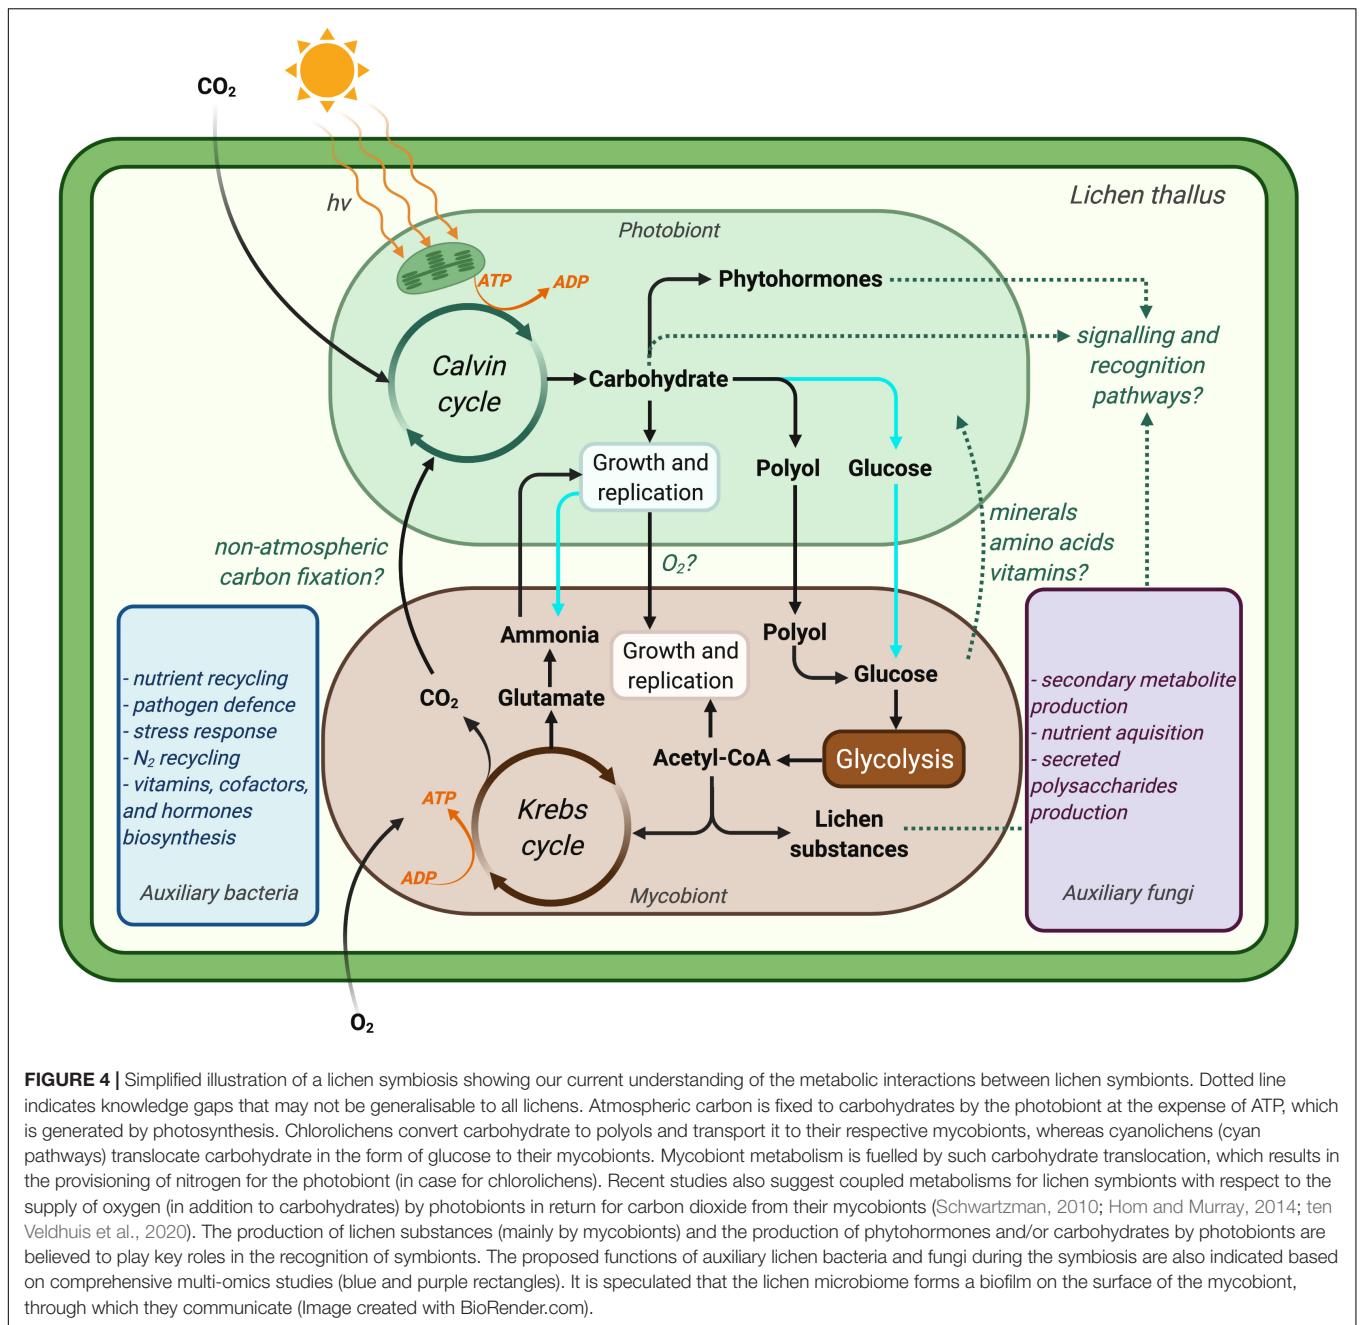 CO₂
hv
Lichen thallus
Photobiont
ATP
ADP
Phytohormones
Calvin
cycle
Carbohydrate
signalling and
recognition
pathways?
Growth and
replication
Polyol
Glucose
non-atmospheric
carbon fixation?
O₂?
minerals
amino acids
vitamins?
Ammonia
Growth and
replication
Polyol
Glucose
CO₂
Glutamate
Acetyl-CoA
Glycolysis
ATP
ADP
Krebs
cycle
Lichen
substances
Mycobiont
- nutrient recycling
- pathogen defence
- stress response
- N₂ recycling
- vitamins, cofactors,
and hormones
biosynthesis
Auxiliary bacteria
- secondary metabolite
production
- nutrient aquisition
- secreted
polysaccharides
production
Auxiliary fungi
O₂
FIGURE 4 | Simplified illustration of a lichen symbiosis showing our current understanding of the metabolic interactions between lichen symbionts. Dotted line
indicates knowledge gaps that may not be generalisable to all lichens. Atmospheric carbon is fixed to carbohydrates by the photobiont at the expense of ATP, which
is generated by photosynthesis. Chlorolichens convert carbohydrate to polyols and transport it to their respective mycobionts, whereas cyanolichens (cyan
pathways) translocate carbohydrate in the form of glucose to their mycobionts. Mycobiont metabolism is fuelled by such carbohydrate translocation, which results in
the provisioning of nitrogen for the photobiont (in case for chlorolichens). Recent studies also suggest coupled metabolisms for lichen symbionts with respect to the
supply of oxygen (in addition to carbohydrates) by photobionts in return for carbon dioxide from their mycobionts (Schwartzman, 2010; Hom and Murray, 2014; ten
Veldhuis et al., 2020). The production of lichen substances (mainly by mycobionts) and the production of phytohormones and/or carbohydrates by photobionts are
believed to play key roles in the recognition of symbionts. The proposed functions of auxiliary lichen bacteria and fungi during the symbiosis are also indicated based
on comprehensive multi-omics studies (blue and purple rectangles). It is speculated that the lichen microbiome forms a biofilm on the surface of the mycobiont,
through which they communicate (Image created with BioRender.com).